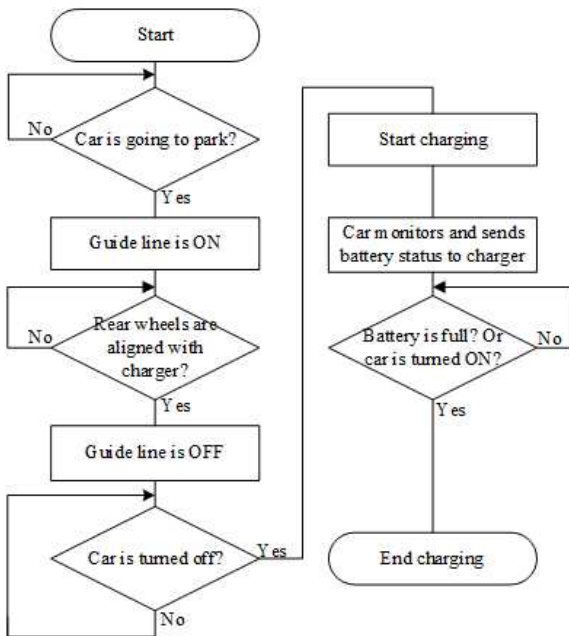 Start
No
Car is going to park?
Yes
Guide line is ON
No
Rear wheels are
aligned with
charger?
Yes
Guide line is OFF
Car is turned off?
Yes
No
Start charging
Car monitors and sends
battery status to charger
Battery is full? Or
car is turned ON?
No
Yes
End charging